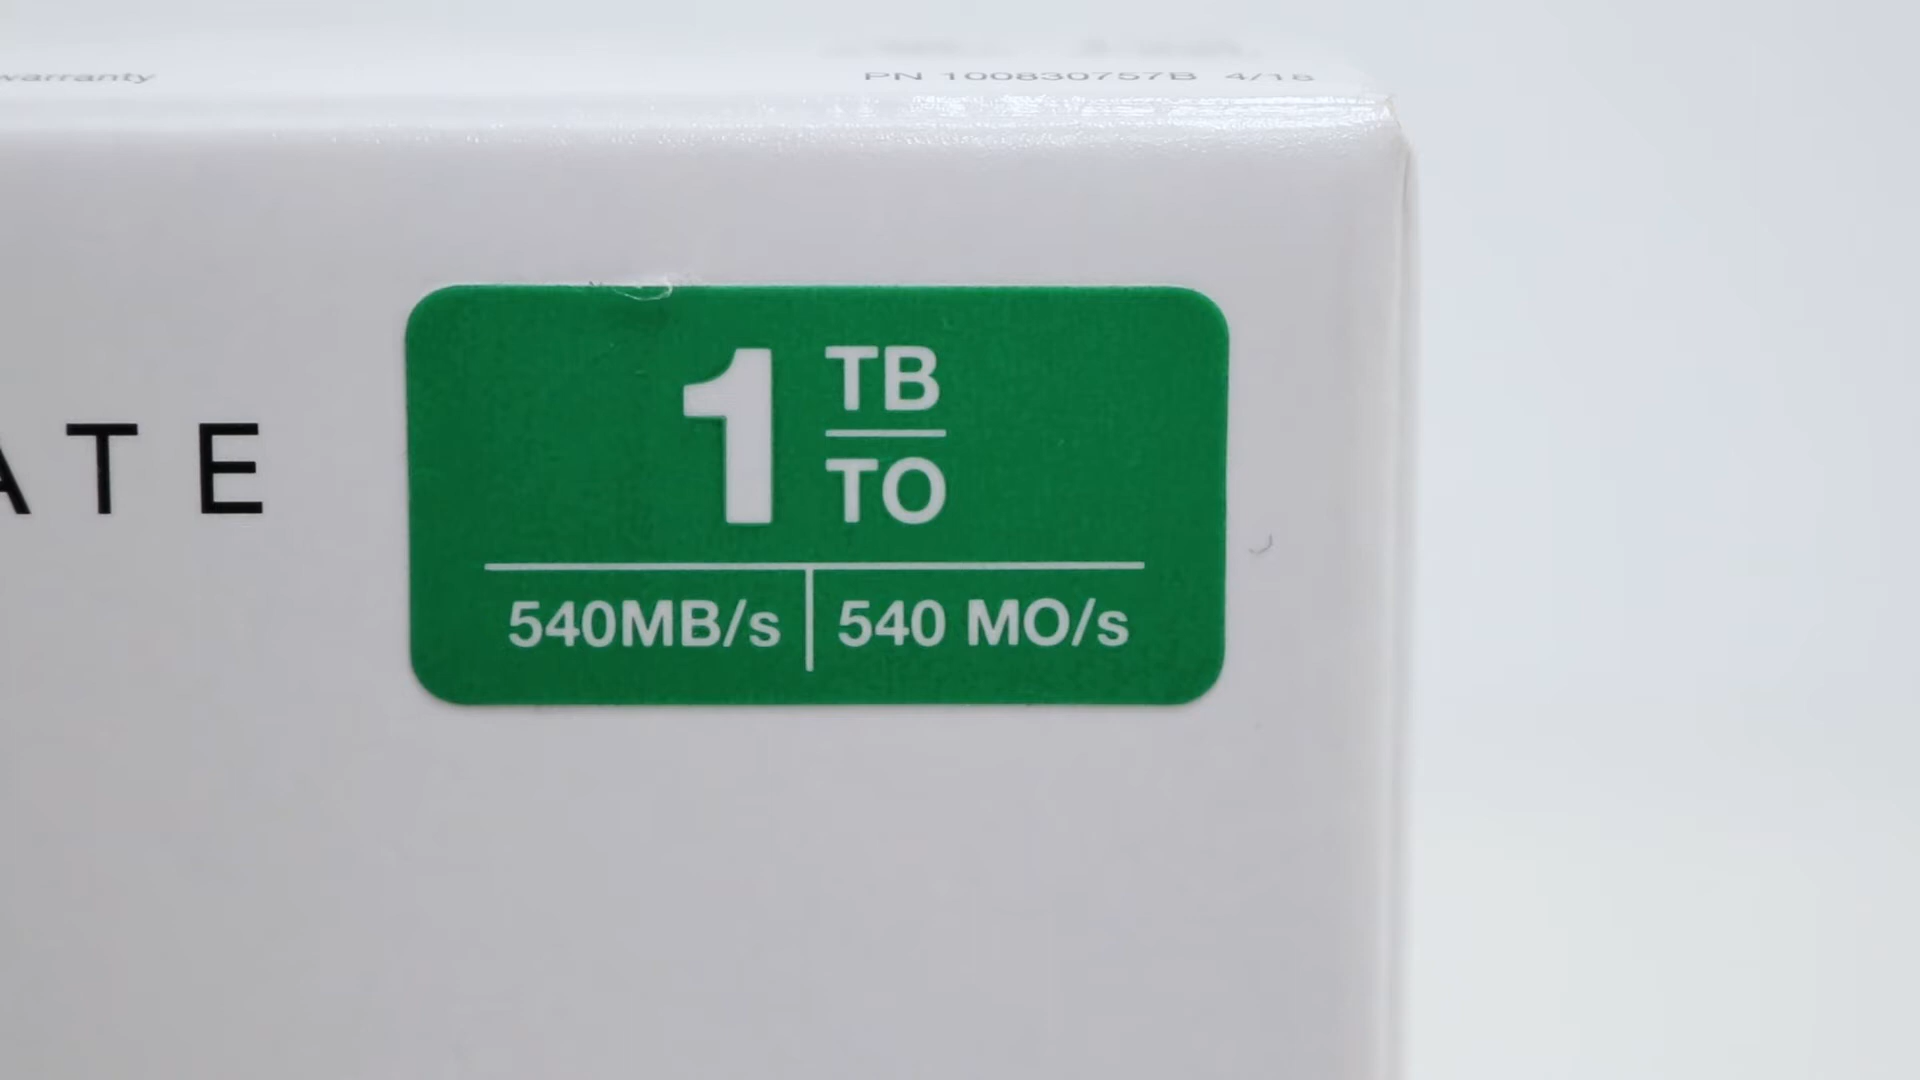 warranty
PN 100830757B 4/18
ATE
1 TB
TO
540MB/s 540 MO/s